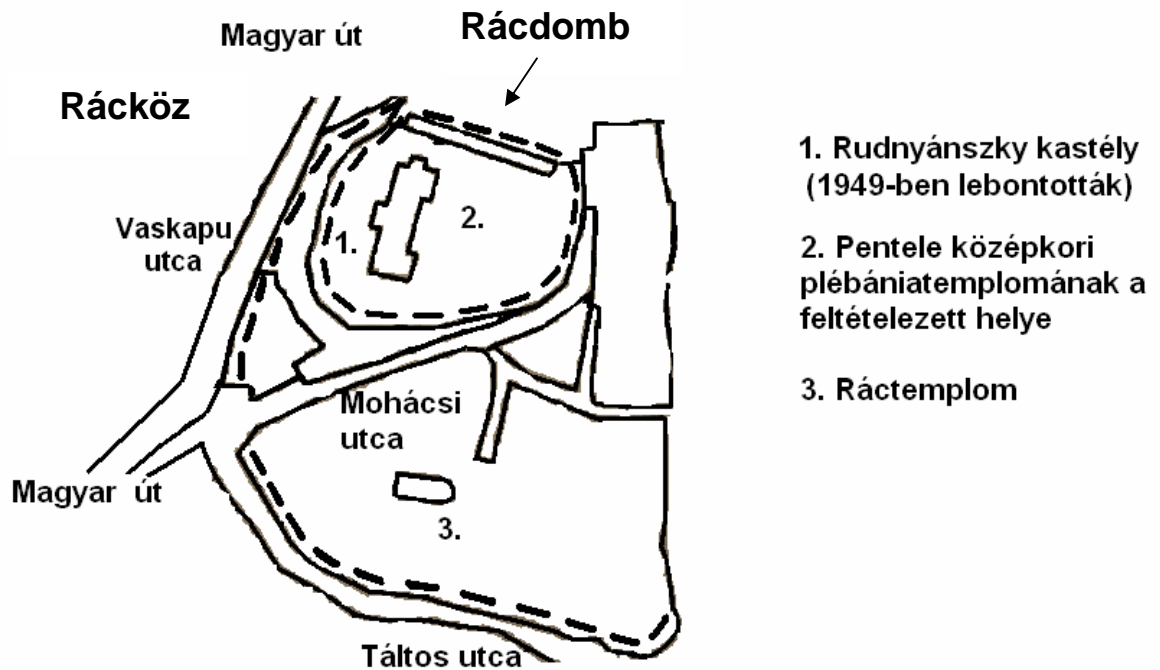 Magyar út
Rácdomb
Rácköz
Vaskapu
utca
1.
2.
Mohácsi
utca
Magyar út
3.
Táltos utca
1. Rudnyánszky kastély
(1949-ben lebontották)
2. Pentele középkori
plébániatemplomának a
feltételezett helye
3. Ráctemplom